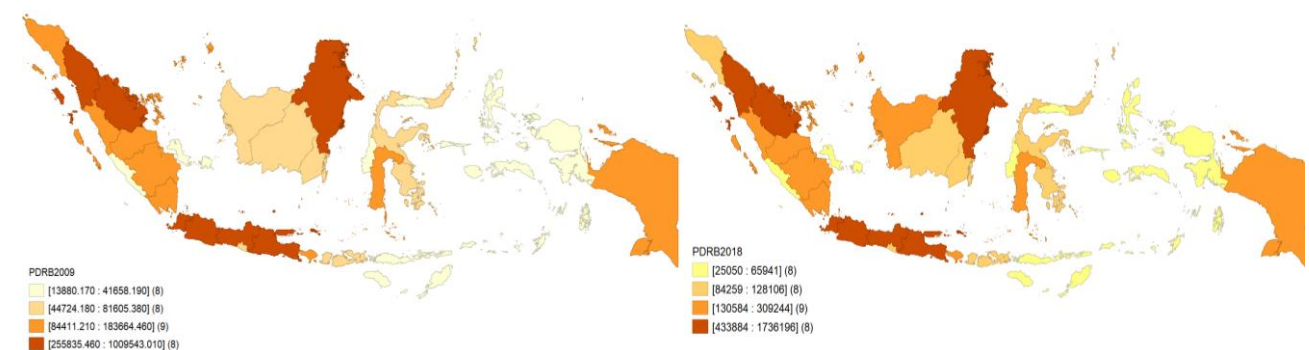 PDRB2009
[13880.170 : 41658.190] (8)
[44724.180 : 81605.380] (8)
[84411.210 : 183664.460] (9)
[255835.460 : 1009543.010] (8)
PDRB2018
[25050 : 65941] (8)
[84259 : 128106] (8)
[130584 : 309244] (9)
[433884 : 1736196] (8)